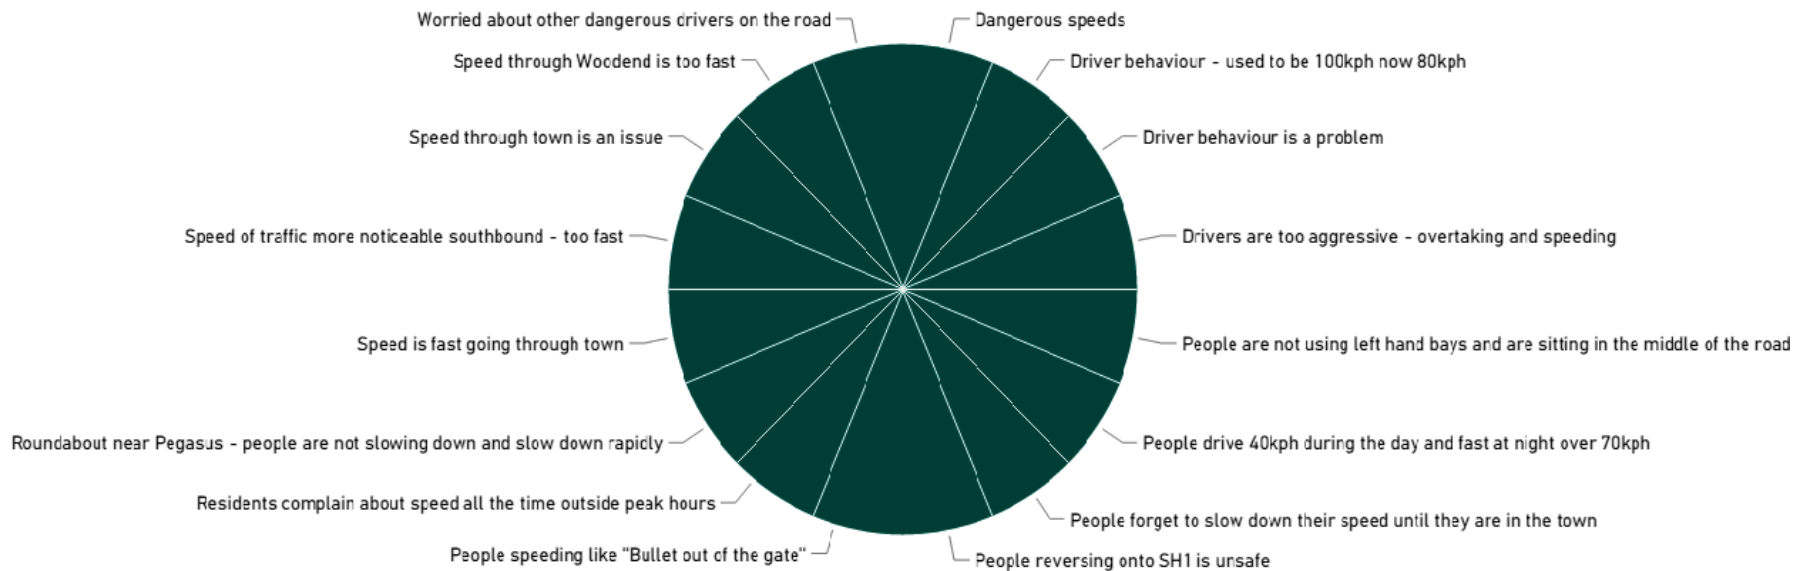 Worried about other dangerous drivers on the road
Dangerous speeds
Speed through Woodend is too fast
Driver behaviour - used to be 100kph now 80kph
Speed through town is an issue
Driver behaviour is a problem
Speed of traffic more noticeable southbound - too fast
Drivers are too aggressive - overtaking and speeding
Speed is fast going through town
People are not using left hand bays and are sitting in the middle of the road
Roundabout near Pegasus - people are not slowing down and slow down rapidly
People drive 40kph during the day and fast at night over 70kph
Residents complain about speed all the time outside peak hours
People forget to slow down their speed until they are in the town
People speeding like "Bullet out of the gate"
People reversing onto SH1 is unsafe